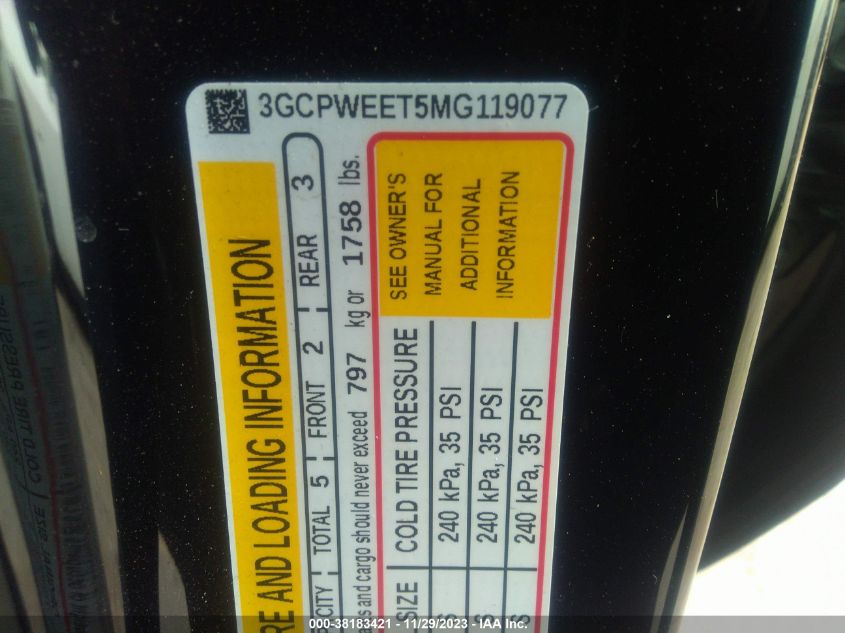 3GCPWEET5MG119077
RE AND LOADING INFORMATION
TOTAL 5 FRONT 2 REAR 3
and cargo should never exceed 797 kg or 1758 lbs.
SIZE COLD TIRE PRESSURE
SEE OWNER'S
MANUAL FOR
ADDITIONAL
INFORMATION
240 kPa, 35 PSI
240 kPa, 35 PSI
240 kPa, 35 PSI
000-38183421 - 11/29/2023 - IAA Inc.